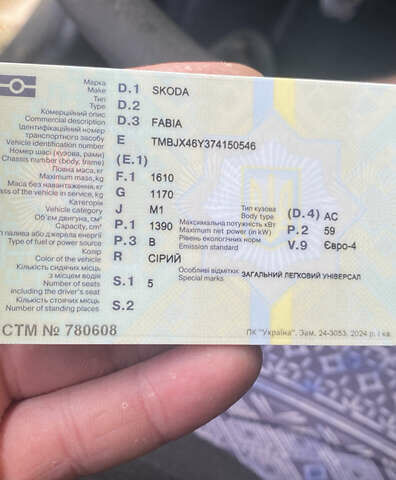 Марка
Make D.1 SKODA
Тип
Type D.2
Комерційний опис
Commercial description D.3 FABIA
Ідентифікаційний номер
транспортного засобу
Vehicle identification number E TMBJX46Y374150546
Номер шасі (кузова, рами)
Chassis number (body, frame) (E.1)
Повна маса, кг
Maximum mass, kg F.1 1610
Маса без навантаження, кг
ass of the vehicle in service, kg G 1170
Категорія
Vehicle category J M1
Тип кузова
Body type (D.4) AC
Об'єм двигуна, см³
Capacity, cm³ P.1 1390
Максимальна потужність кВт
Maximum net power (in kW) P.2 59
п палива або джерела енергії
Type of fuel or power source P.3 B
Рівень екологічних норм
Emission standard V.9 Євро-4
Колір
Color of the vehicle R СІРИЙ
Кількість сидячих місць
з місцем водія
Number of seats
including the driver's seat S.1 5
Особливі відмітки
Special marks ЗАГАЛЬНИЙ ЛЕГКОВИЙ УНІВЕРСАЛ
Кількість стоячих місць
Number of standing places S.2
СТМ № 780608
ПК "Україна". Зам. 24-3053. 2024 р. I кв.